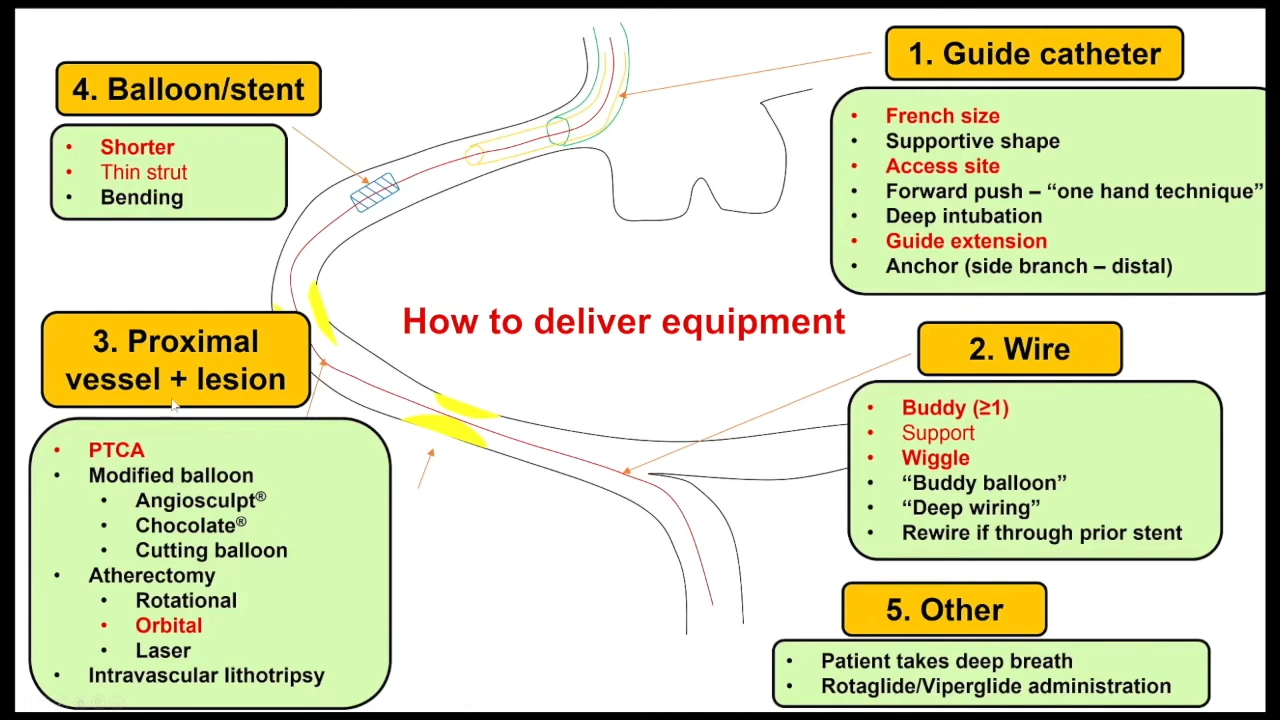 How to deliver equipment
1. Guide catheter
• French size
• Supportive shape
• Access site
• Forward push – “one hand technique”
• Deep intubation
• Guide extension
• Anchor (side branch – distal)
2. Wire
• Buddy (≥1)
• Support
• Wiggle
• “Buddy balloon”
• “Deep wiring”
• Rewire if through prior stent
3. Proximal
vessel + lesion
• PTCA
• Modified balloon
• Angiosculpt®
• Chocolate®
• Cutting balloon
• Atherectomy
• Rotational
• Orbital
• Laser
• Intravascular lithotripsy
4. Balloon/stent
• Shorter
• Thin strut
• Bending
5. Other
• Patient takes deep breath
• Rotaglide/Viperglide administration